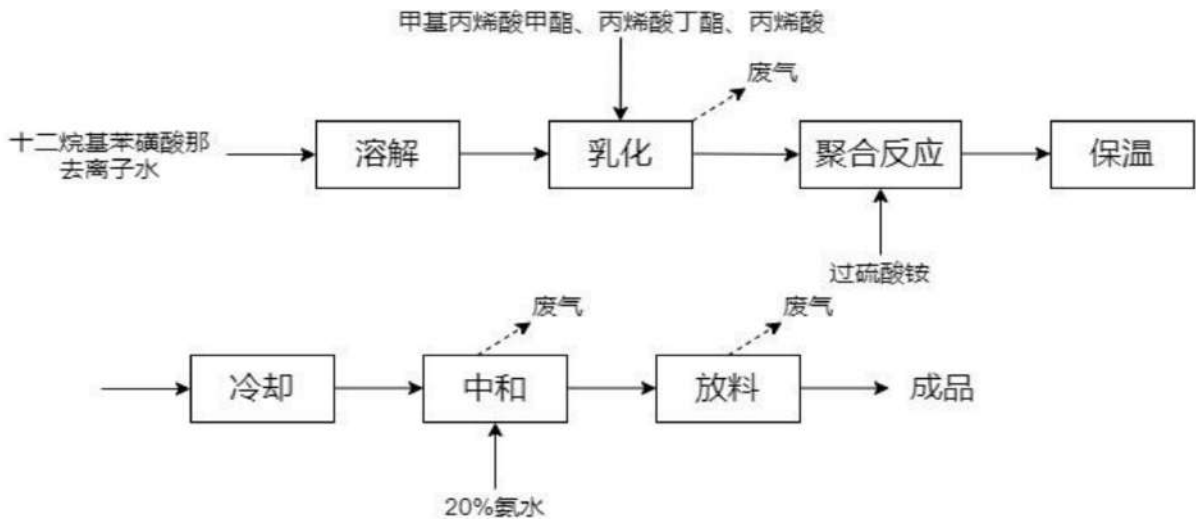 甲基丙烯酸甲酯、丙烯酸丁酯、丙烯酸
废气
十二烷基苯磺酸那
去离子水
溶解
乳化
聚合反应
保温
过硫酸铵
废气
废气
冷却
中和
放料
成品
20%氨水